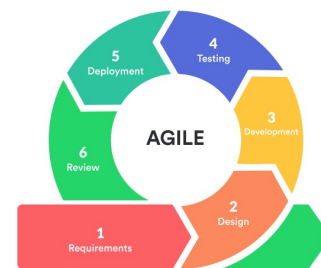 AGILE
1
Requirements
2
Design
3
Development
4
Testing
5
Deployment
6
Review